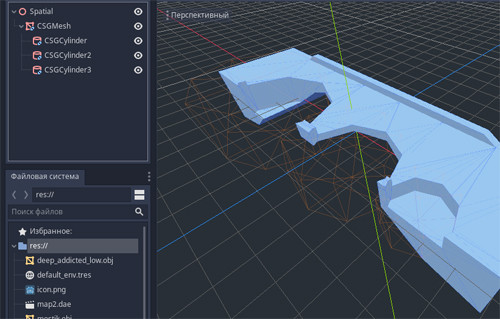 Spatial
CSGMesh
CSGCylinder
CSGCylinder2
CSGCylinder3
Перспективный
Файловая система
res://
Поиск файлов
Избранное:
res://
deep_addicted_low.obj
default_env.tres
icon.png
map2.dae